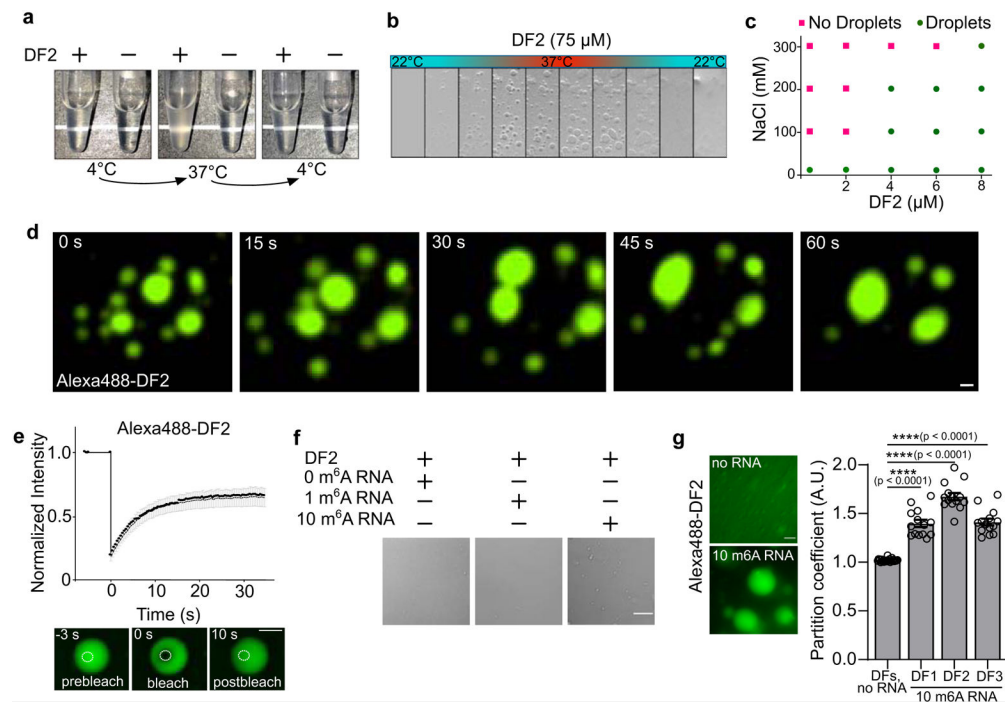 a
DF2 + − + − + −
4°C 37°C 4°C
b
DF2 (75 µM)
22°C 37°C 22°C
c
No Droplets Droplets
NaCl (mM)
300
200
100
0
2 4 6 8
DF2 (µM)
d
0 s 15 s 30 s 45 s 60 s
Alexa488-DF2
e
Alexa488-DF2
Normalized Intensity
1.0
0.5
0
0 10 20 30
Time (s)
-3 s 0 s 10 s
prebleach bleach postbleach
f
DF2 + + +
0 m⁶A RNA + − −
1 m⁶A RNA − + −
10 m⁶A RNA − − +
g
Alexa488-DF2
no RNA
10 m6A RNA
Partition coefficient (A.U.)
****(p < 0.0001)
****(p < 0.0001)
****
(p < 0.0001)
2.0
1.5
1.0
0.5
0.0
DFs, DF1 DF2 DF3
no RNA 10 m6A RNA